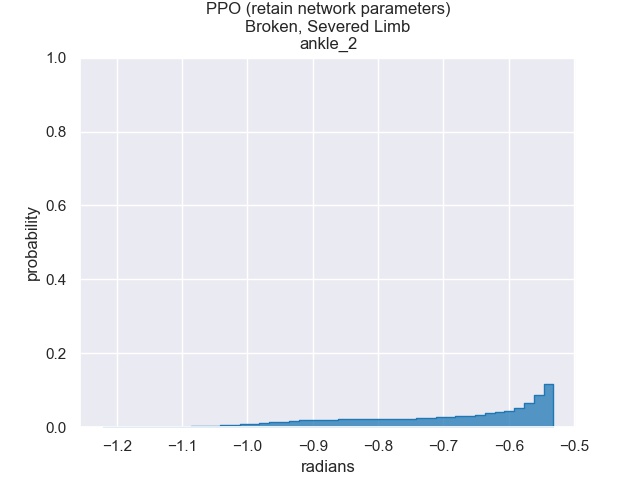 PPO (retain network parameters)
Broken, Severed Limb
ankle_2
1.0
0.8
0.6
0.4
0.2
0.0
probability
−1.2 −1.1 −1.0 −0.9 −0.8 −0.7 −0.6 −0.5
radians